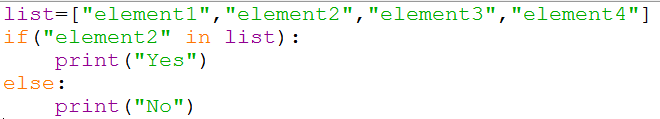 list=["element1","element2","element3","element4"]
if("element2" in list):
    print("Yes")
else:
    print("No")